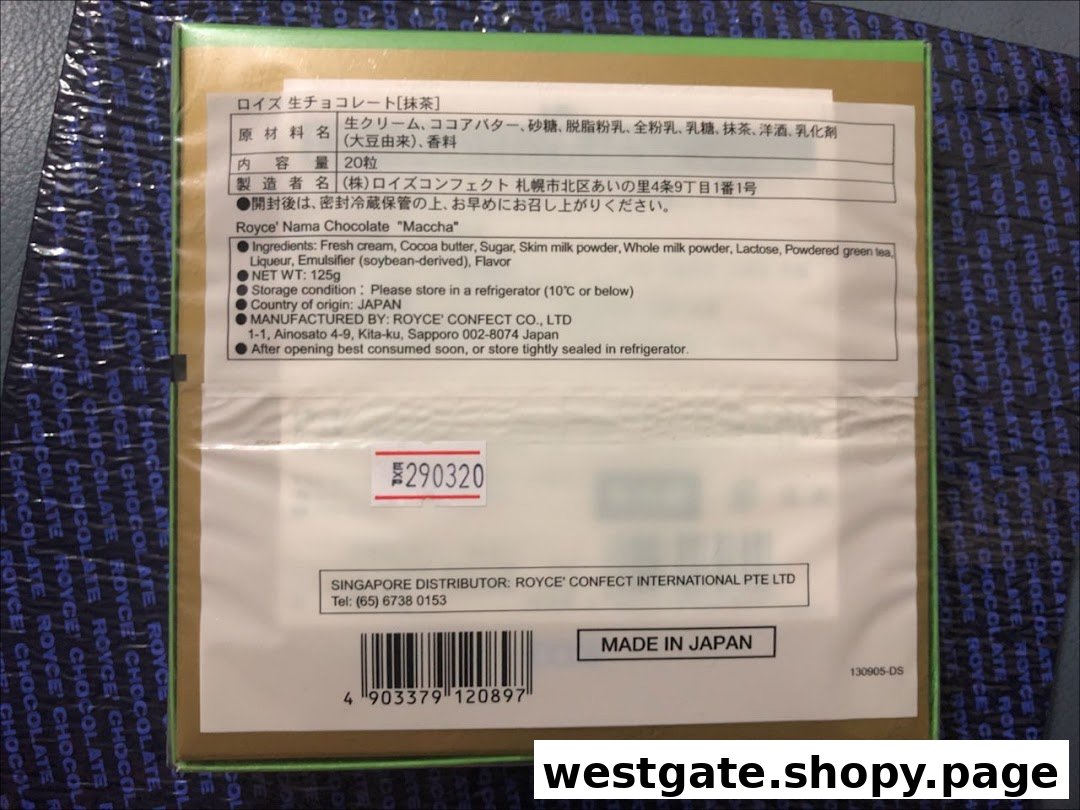 ロイズ 生チョコレート[抹茶]
原材料名 生クリーム、ココアバター、砂糖、脱脂粉乳、全粉乳、乳糖、抹茶、洋酒、乳化剤
(大豆由来)、香料
内容量 20粒
製造者名 (株)ロイズコンフェクト 札幌市北区あいの里4条9丁目1番1号
●開封後は、密封冷蔵保管の上、お早めにお召し上がりください。
Royce' Nama Chocolate "Maccha"
● Ingredients: Fresh cream, Cocoa butter, Sugar, Skim milk powder, Whole milk powder, Lactose, Powdered green tea,
Liqueur, Emulsifier (soybean-derived), Flavor
● NET WT: 125g
● Storage condition : Please store in a refrigerator (10℃ or below)
● Country of origin: JAPAN
● MANUFACTURED BY: ROYCE' CONFECT CO., LTD
1-1, Ainosato 4-9, Kita-ku, Sapporo 002-8074 Japan
● After opening best consumed soon, or store tightly sealed in refrigerator.
290320
SINGAPORE DISTRIBUTOR: ROYCE' CONFECT INTERNATIONAL PTE LTD
Tel: (65) 6738 0153
MADE IN JAPAN
4 903379 120897
130905-DS
ROYCE CHOCOLATE
westgate.shopy.page